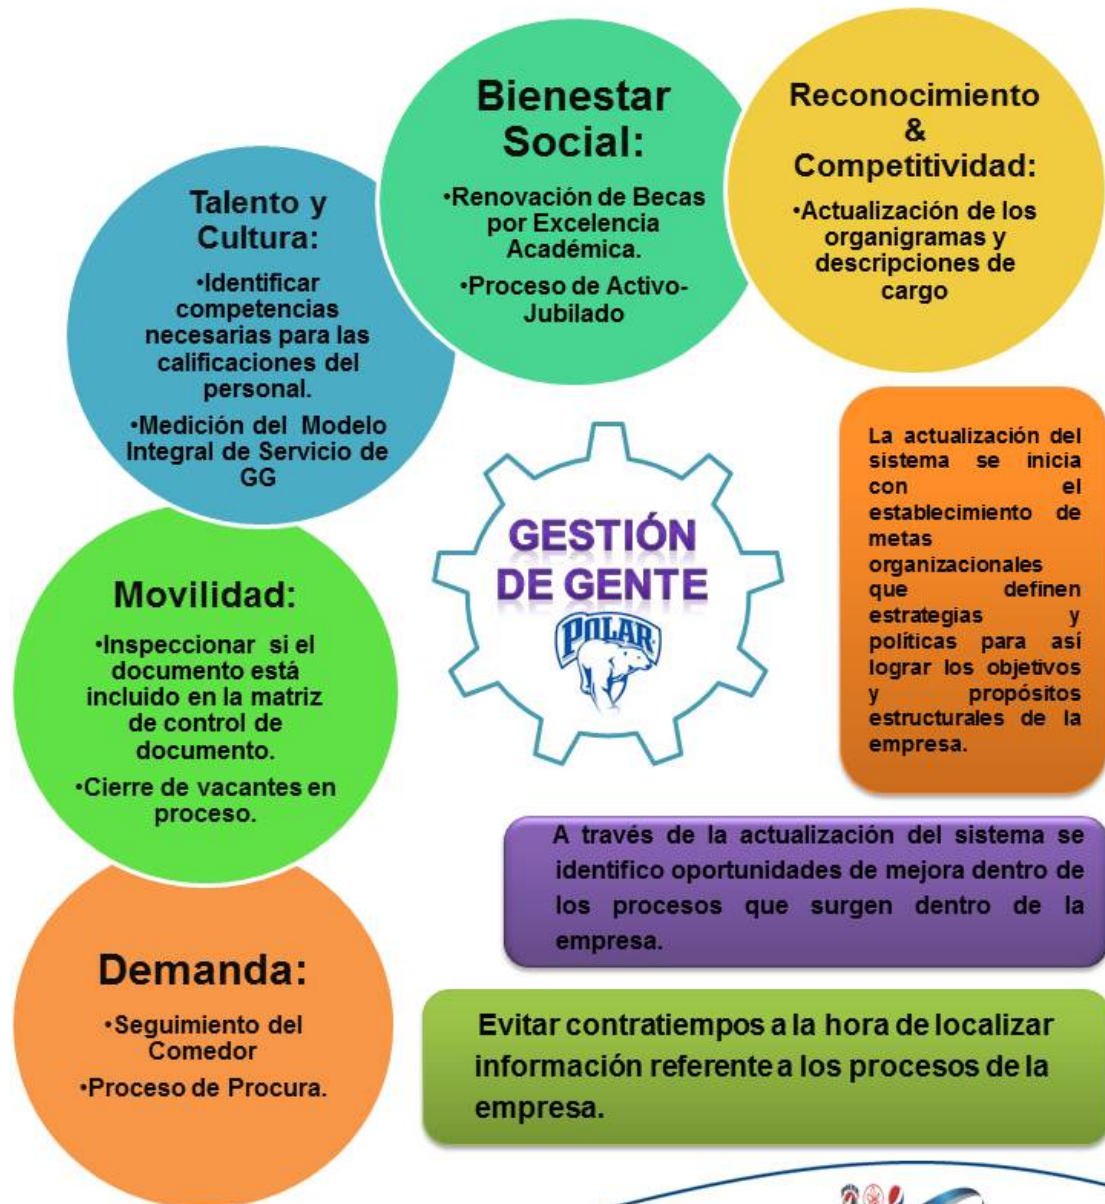 Bienestar
Social:
•Renovación de Becas
por Excelencia
Académica.
•Proceso de Activo-
Jubilado
Reconocimiento
&
Competitividad:
•Actualización de los
organigramas y
descripciones de
cargo
Talento y
Cultura:
•Identificar
competencias
necesarias para las
calificaciones del
personal.
•Medición del Modelo
Integral de Servicio de
GG
Movilidad:
•Inspeccionar si el
documento está
incluido en la matriz
de control de
documento.
•Cierre de vacantes en
proceso.
Demanda:
•Seguimiento del
Comedor
•Proceso de Procura.
GESTIÓN
DE GENTE
POLAR
La actualización del
sistema se inicia
con el
establecimiento de
metas
organizacionales
que definen
estrategias y
políticas para así
lograr los objetivos
y propósitos
estructurales de la
empresa.
A través de la actualización del sistema se
identifico oportunidades de mejora dentro de
los procesos que surgen dentro de la
empresa.
Evitar contratiempos a la hora de localizar
información referente a los procesos de la
empresa.